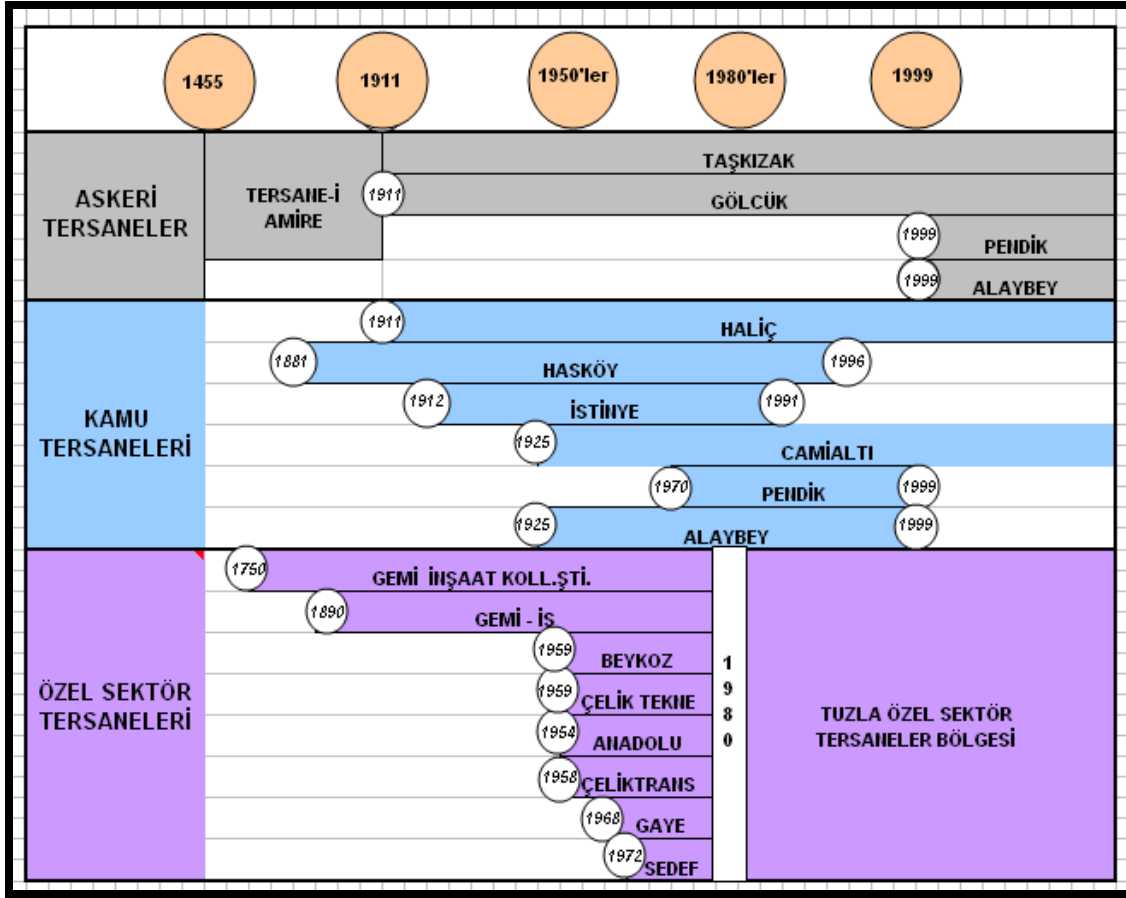 1455
1911
1950'ler
1980'ler
1999
ASKERİ
TERSANELER
TERSANE-İ
AMİRE
TAŞKIZAK
1911
GÖLCÜK
1999
PENDİK
1999
ALAYBEY
KAMU
TERSANELERİ
1911
HALİÇ
1881
HASKÖY
1996
1912
İSTİNYE
1991
1925
CAMİALTI
1970
PENDİK
1999
1925
ALAYBEY
1999
ÖZEL SEKTÖR
TERSANELERİ
1750
GEMİ İNŞAAT KOLL.ŞTİ.
1890
GEMİ - İS
1959
BEYKOZ
1959
ÇELİK TEKNE
1954
ANADOLU
1958
ÇELİKTRANS
1968
GAYE
1972
SEDEF
1
9
8
0
TUZLA ÖZEL SEKTÖR
TERSANELER BÖLGESİ